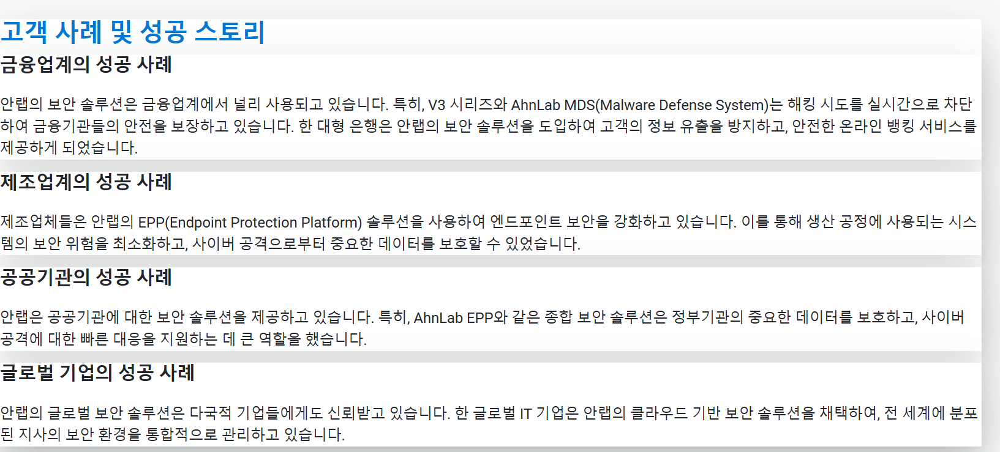 고객 사례 및 성공 스토리
금융업계의 성공 사례
안랩의 보안 솔루션은 금융업계에서 널리 사용되고 있습니다. 특히, V3 시리즈와 AhnLab MDS(Malware Defense System)는 해킹 시도를 실시간으로 차단
하여 금융기관들의 안전을 보장하고 있습니다. 한 대형 은행은 안랩의 보안 솔루션을 도입하여 고객의 정보 유출을 방지하고, 안전한 온라인 뱅킹 서비스를
제공하게 되었습니다.
제조업계의 성공 사례
제조업체들은 안랩의 EPP(Endpoint Protection Platform) 솔루션을 사용하여 엔드포인트 보안을 강화하고 있습니다. 이를 통해 생산 공정에 사용되는 시스
템의 보안 위험을 최소화하고, 사이버 공격으로부터 중요한 데이터를 보호할 수 있었습니다.
공공기관의 성공 사례
안랩은 공공기관에 대한 보안 솔루션을 제공하고 있습니다. 특히, AhnLab EPP와 같은 종합 보안 솔루션은 정부기관의 중요한 데이터를 보호하고, 사이버
공격에 대한 빠른 대응을 지원하는 데 큰 역할을 했습니다.
글로벌 기업의 성공 사례
안랩의 글로벌 보안 솔루션은 다국적 기업들에게도 신뢰받고 있습니다. 한 글로벌 IT 기업은 안랩의 클라우드 기반 보안 솔루션을 채택하여, 전 세계에 분포
된 지사의 보안 환경을 통합적으로 관리하고 있습니다.